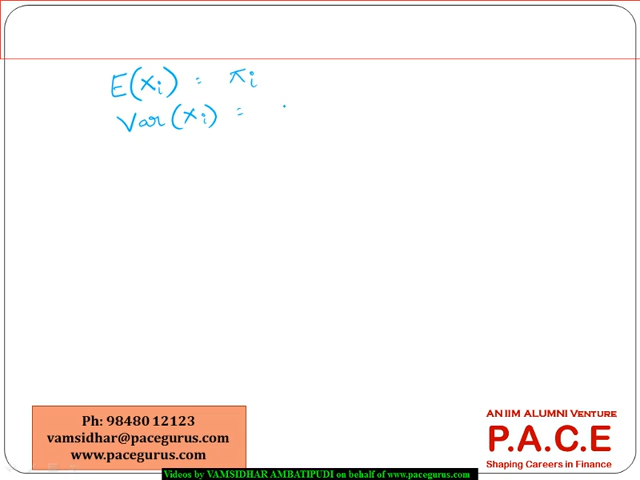 E(xi) = πi
Var(xi) =
Ph: 98480 12123
vamsidhar@pacegurus.com
www.pacegurus.com
AN IIM ALUMNI VENTURE
P.A.C.E
Shaping Careers in Finance
Videos by VAMSIDHAR AMBATIPUDI on behalf of www.pacegurus.com